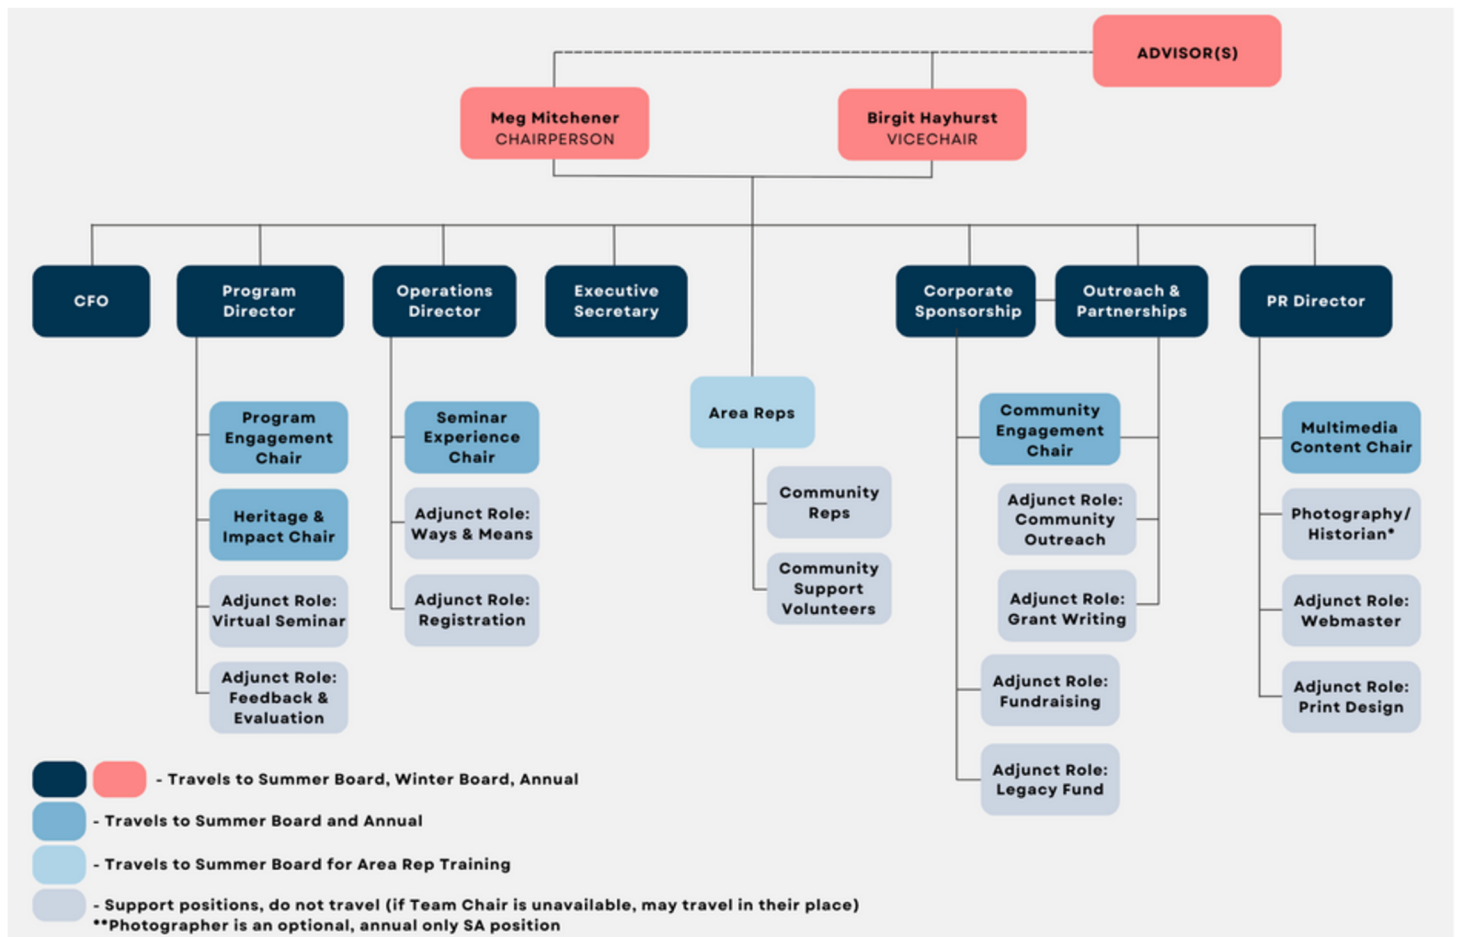 ADVISOR(S)
Meg Mitchener
CHAIRPERSON
Birgit Hayhurst
VICECHAIR
CFO
Program
Director
Operations
Director
Executive
Secretary
Corporate
Sponsorship
Outreach &
Partnerships
PR Director
Program
Engagement
Chair
Heritage &
Impact Chair
Adjunct Role:
Virtual Seminar
Adjunct Role:
Feedback &
Evaluation
Seminar
Experience
Chair
Adjunct Role:
Ways & Means
Adjunct Role:
Registration
Area Reps
Community
Reps
Community
Support
Volunteers
Community
Engagement
Chair
Adjunct Role:
Community
Outreach
Adjunct Role:
Grant Writing
Adjunct Role:
Fundraising
Adjunct Role:
Legacy Fund
Multimedia
Content Chair
Photography/
Historian*
Adjunct Role:
Webmaster
Adjunct Role:
Print Design
- Travels to Summer Board, Winter Board, Annual
- Travels to Summer Board and Annual
- Travels to Summer Board for Area Rep Training
- Support positions, do not travel (if Team Chair is unavailable, may travel in their place)
**Photographer is an optional, annual only SA position